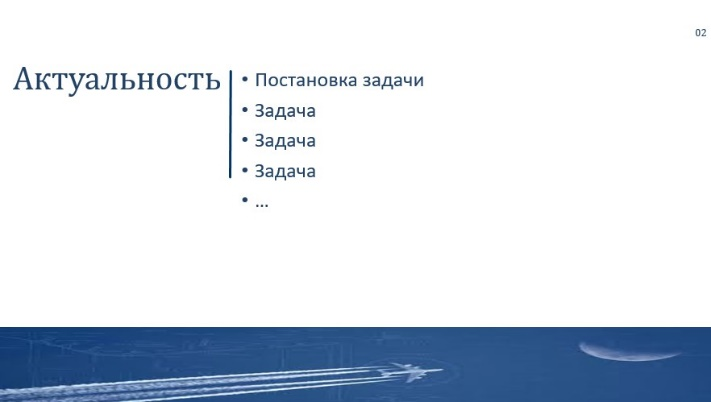 02
Актуальность
• Постановка задачи
• Задача
• Задача
• Задача
• ...